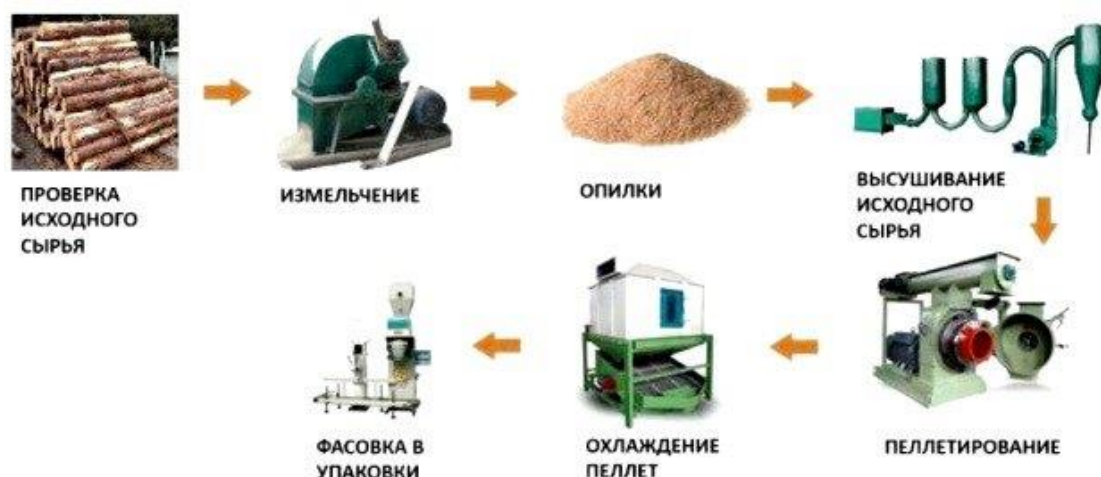 ПРОВЕРКА
ИСХОДНОГО
СЫРЬЯ
ИЗМЕЛЬЧЕНИЕ
ОПИЛКИ
ВЫСУШИВАНИЕ
ИСХОДНОГО
СЫРЬЯ
ПЕЛЛЕТИРОВАНИЕ
ОХЛАЖДЕНИЕ
ПЕЛЛЕТ
ФАСОВКА В
УПАКОВКИ